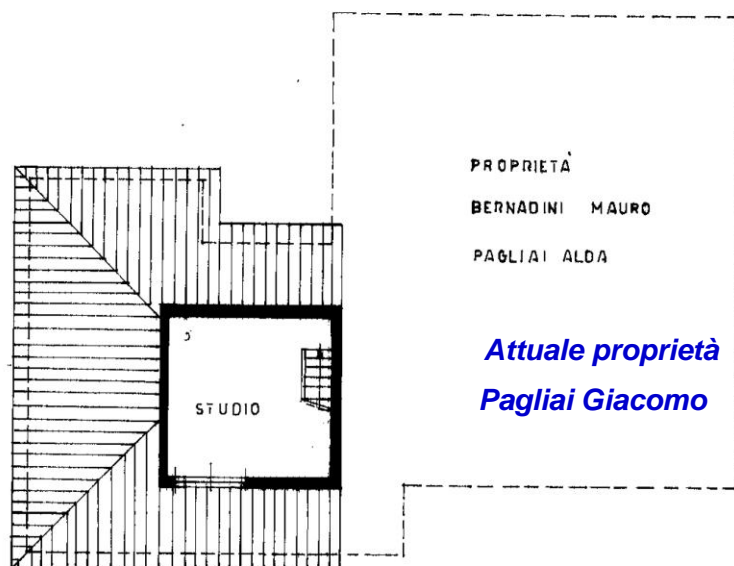 PROPRIETÀ
BERNADINI MAURO
PAGLIAI ALDA
Attuale proprietà
Pagliai Giacomo
STUDIO